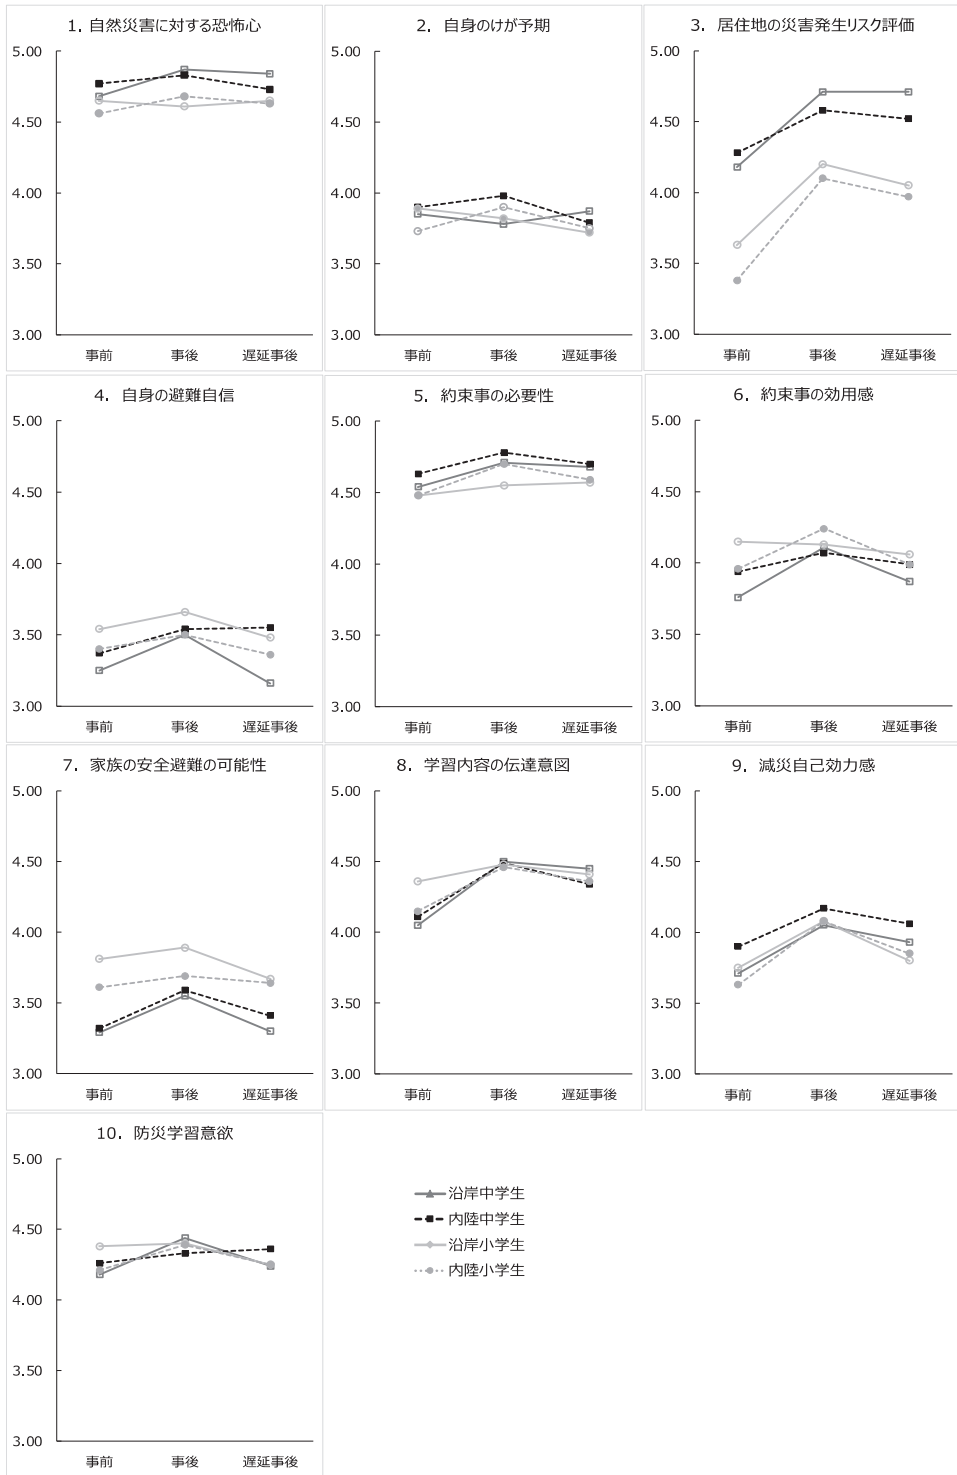 1. 自然災害に対する恐怖心
5.00
4.50
4.00
3.50
3.00
事前 事後 遅延事後
2. 自身のけが予期
5.00
4.50
4.00
3.50
3.00
事前 事後 遅延事後
3. 居住地の災害発生リスク評価
5.00
4.50
4.00
3.50
3.00
事前 事後 遅延事後
4. 自身の避難自信
5.00
4.50
4.00
3.50
3.00
事前 事後 遅延事後
5. 約束事の必要性
5.00
4.50
4.00
3.50
3.00
事前 事後 遅延事後
6. 約束事の効用感
5.00
4.50
4.00
3.50
3.00
事前 事後 遅延事後
7. 家族の安全避難の可能性
5.00
4.50
4.00
3.50
3.00
事前 事後 遅延事後
8. 学習内容の伝達意図
5.00
4.50
4.00
3.50
3.00
事前 事後 遅延事後
9. 減災自己効力感
5.00
4.50
4.00
3.50
3.00
事前 事後 遅延事後
10. 防災学習意欲
5.00
4.50
4.00
3.50
3.00
事前 事後 遅延事後
沿岸中学生
内陸中学生
沿岸小学生
内陸小学生